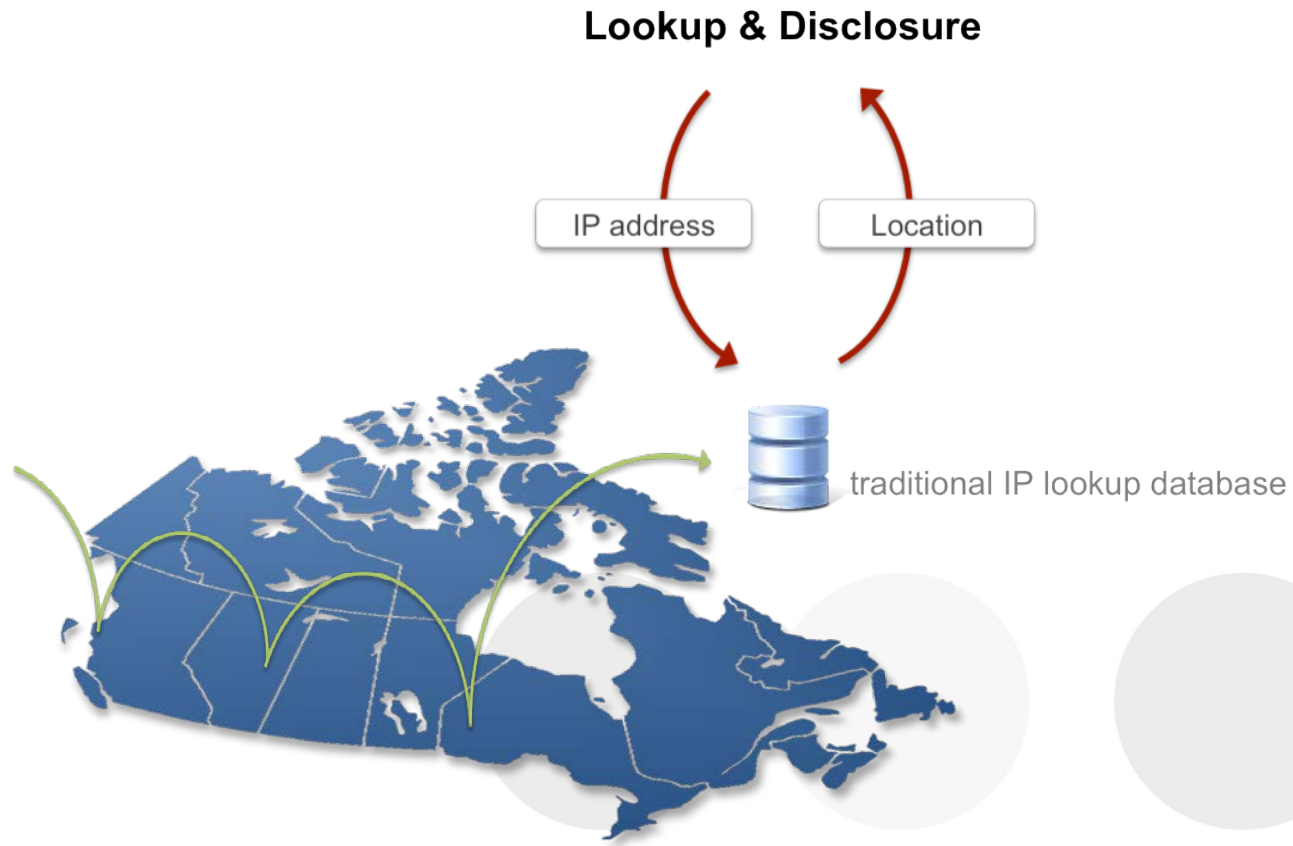 Lookup & Disclosure
IP address
Location
traditional IP lookup database